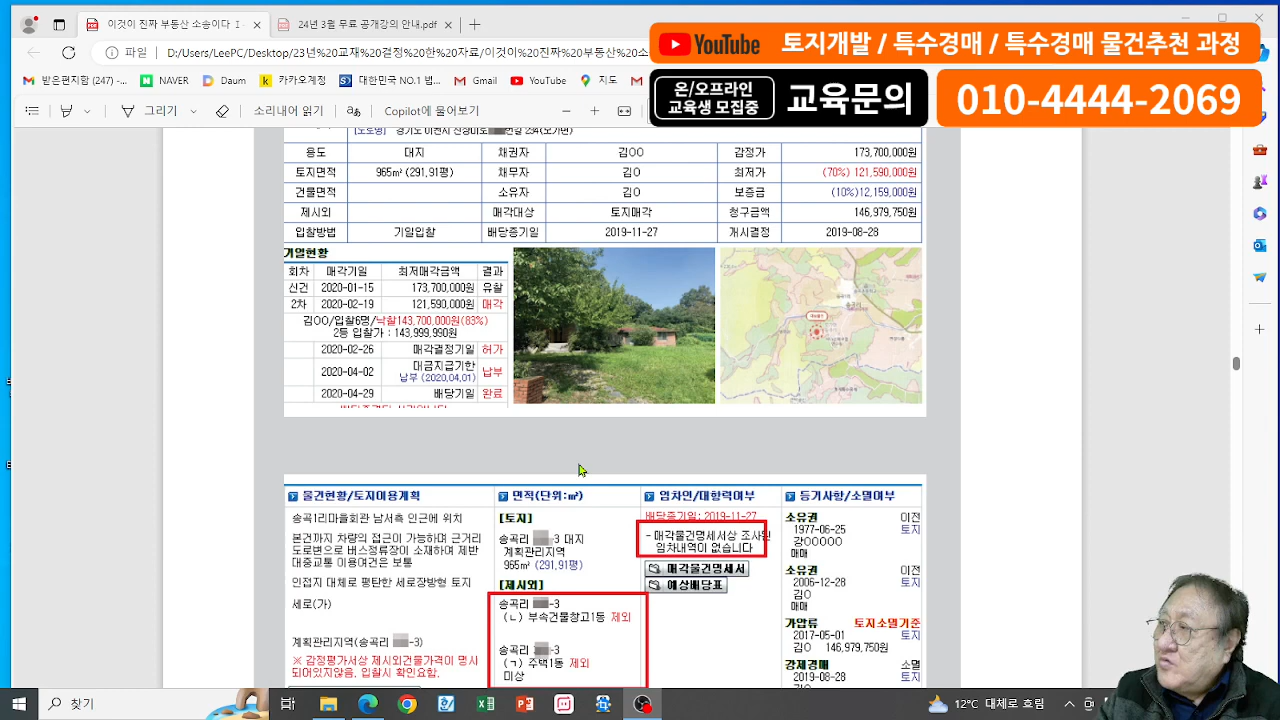 이것이 진짜 부동산 소송이다 I -
24년 3월 무료 공개강의 안내.pdf
파일
D:/Users/LeePC/Desktop/23년%20교재%20결정%20한%20자료/이것이%20진짜%20부동산%20소
YouTube
토지개발 / 특수경매 / 특수경매 물건추천 과정
온/오프라인
교육생 모집중
교육문의
010-4444-2069
받은편지함 (247) -...
NAVER
Daum
카카오계정
대한민국 NO.1 법...
Gmail
YouTube
지도
그리기
소리내어 읽기
가あ
Copilot에 물어보기
용도 대지 채권자 김OO 감정가 173,700,000원
토지면적 965㎡ (291,91평) 채무자 김O 최저가 (70%) 121,590,000원
건물면적 소유자 김O 보증금 (10%)12,159,000원
제시외 매각대상 토지매각 청구금액 146,979,750원
입찰방법 기일입찰 배당종기일 2019-11-27 개시결정 2019-08-28
기일현황
회차 매각기일 최저매각금액 결과
신건 2020-01-15 173,700,000원 유찰
2차 2020-02-19 121,590,000원 매각
김OO/입찰6명/낙찰143,700,000원(83%)
2등 입찰가 : 143,999,990원
2020-02-26 매각결정기일 허가
2020-04-02 대금지급기한
납부 (2020,04,01) 납부
2020-04-29 배당기일 완료
물건현황/토지이용계획
송곡1리마을회관 남서측 인근에 위치
본건까지 차량의 접근이 가능하며 근거리
도로변으로 버스정류장이 소재하여 제반
대중교통 이용여건은 보통
인접지 대체로 평탄한 세로장방형 토지
세로(가)
계획관리지역(송곡리 -3)
※ 감정평가서상 제시외건물가격이 명시
되어있지않음, 입찰시 확인요함,
면적(단위:㎡)
[토지]
송곡리 -3 대지
계획관리지역
965㎡ (291,91평)
[제시외]
송곡리 -3
(ㄴ) 부속건물창고1동 제외
송곡리 -3
(ㄱ) 주택1동 제외
미상
임차인/대항력여부
배당종기일: 2019-11-27
- 매각물건명세서상 조사된
임차내역이 없습니다
매각물건명세서
예상배당표
등기사항/소멸여부
소유권 이전
1977-06-25 토지
강OOOOO
매매
소유권 이전
2006-12-28 토지
김O
매매
가압류 토지소멸기준
2017-05-01 토지
김O 146,979,750원
강제경매 소멸
2019-08-28 토지
찾기
12℃ 대체로 흐림